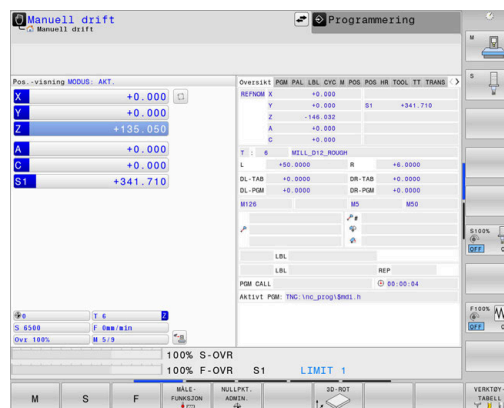 Manuell drift
Manuell drift
Programmering
Pos.-visning MODUS: AKT.
X +0.000
Y +0.000
Z +135.050
A +0.000
C +0.000
S1 +341.710
0 T 6 Z
S 6500 F 0mm/min
Ovr 100% M 5/9
Oversikt PGM PAL LBL CYC M POS POS HR TOOL TT TRANS
REFNOM X +0.000
Y +0.000 S1 +341.710
Z -146.032
A +0.000
C +0.000
T : 6 MILL_D12_ROUGH
L +50.0000 R +6.0000
DL-TAB +0.0000 DR-TAB +0.0000
DL-PGM +0.0000 DR-PGM +0.0000
M126 M5 M50
LBL
LBL REP
PGM CALL 00:00:04
Aktivt PGM: TNC:\nc_prog\$mdi.h
100% S-OVR
100% F-OVR S1 LIMIT 1
M
S
S100%
OFF
F100%
OFF
M
S
F
MÅLE-
FUNKSJON
NULLPKT.
ADMIN.
3D-ROT
VERKTØY-
TABELL